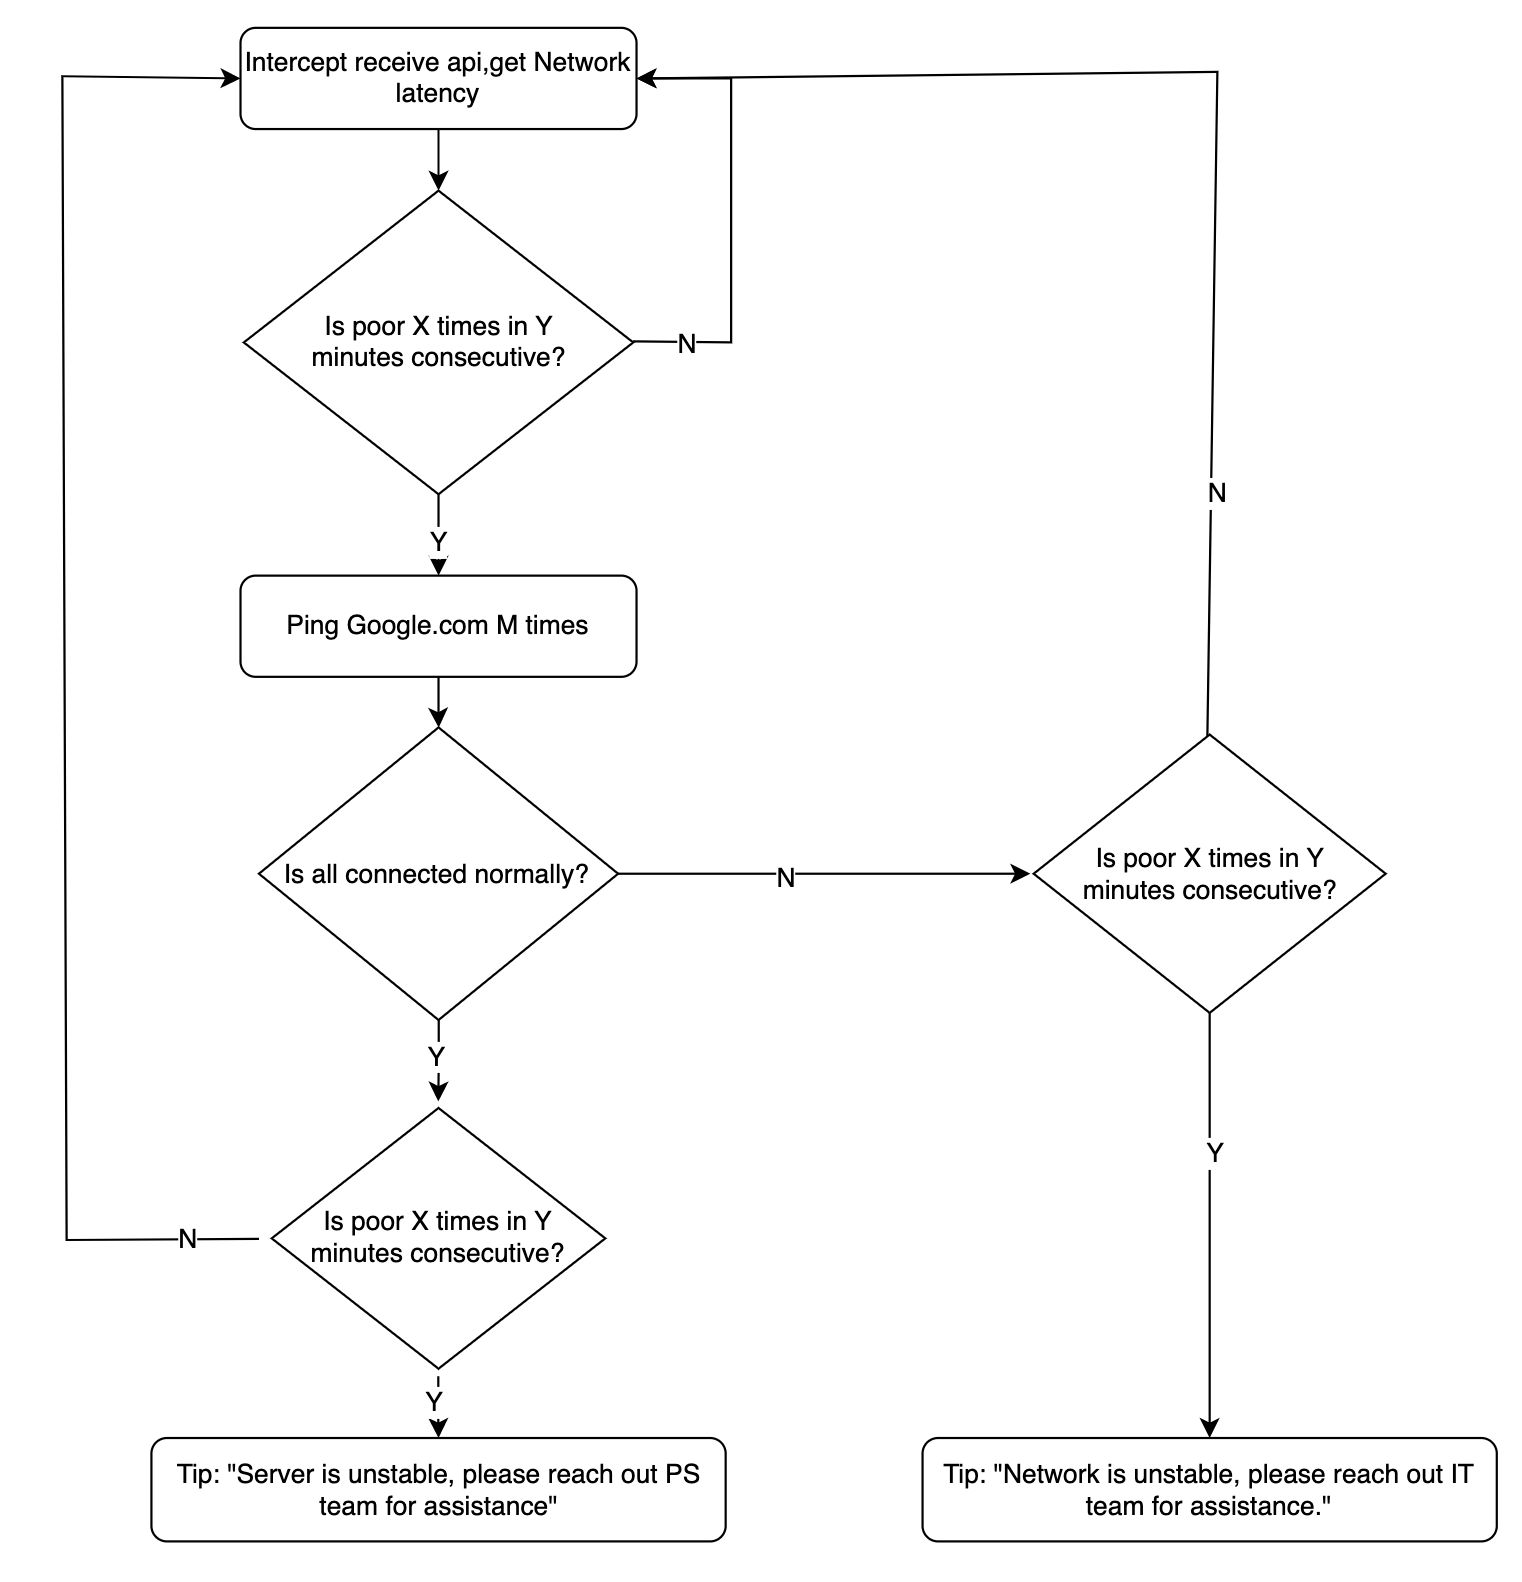 Intercept receive api,get Network
latency
Is poor X times in Y
minutes consecutive?
N
N
Y
Ping Google.com M times
Is all connected normally?
N
Is poor X times in Y
minutes consecutive?
Y
Y
Is poor X times in Y
minutes consecutive?
N
Y
Tip: "Server is unstable, please reach out PS
team for assistance"
Tip: "Network is unstable, please reach out IT
team for assistance."